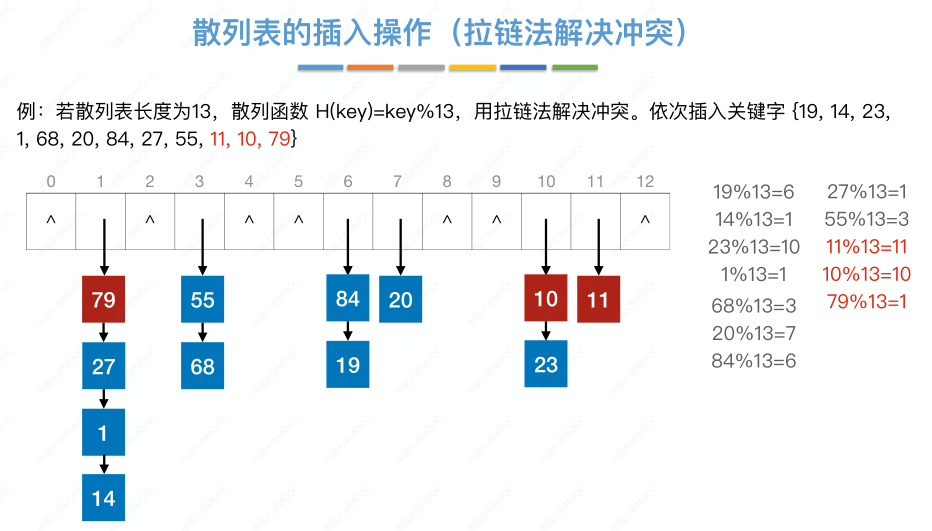 散列表的插入操作（拉链法解决冲突）
例：若散列表长度为13，散列函数 H(key)=key%13，用拉链法解决冲突。依次插入关键字 {19, 14, 23,
1, 68, 20, 84, 27, 55, 11, 10, 79}
0 1 2 3 4 5 6 7 8 9 10 11 12
^ ^ ^ ^ ^ ^ ^
79 55 84 20 10 11
27 68 19 23
1
14
19%13=6
14%13=1
23%13=10
1%13=1
68%13=3
20%13=7
84%13=6
27%13=1
55%13=3
11%13=11
10%13=10
79%13=1